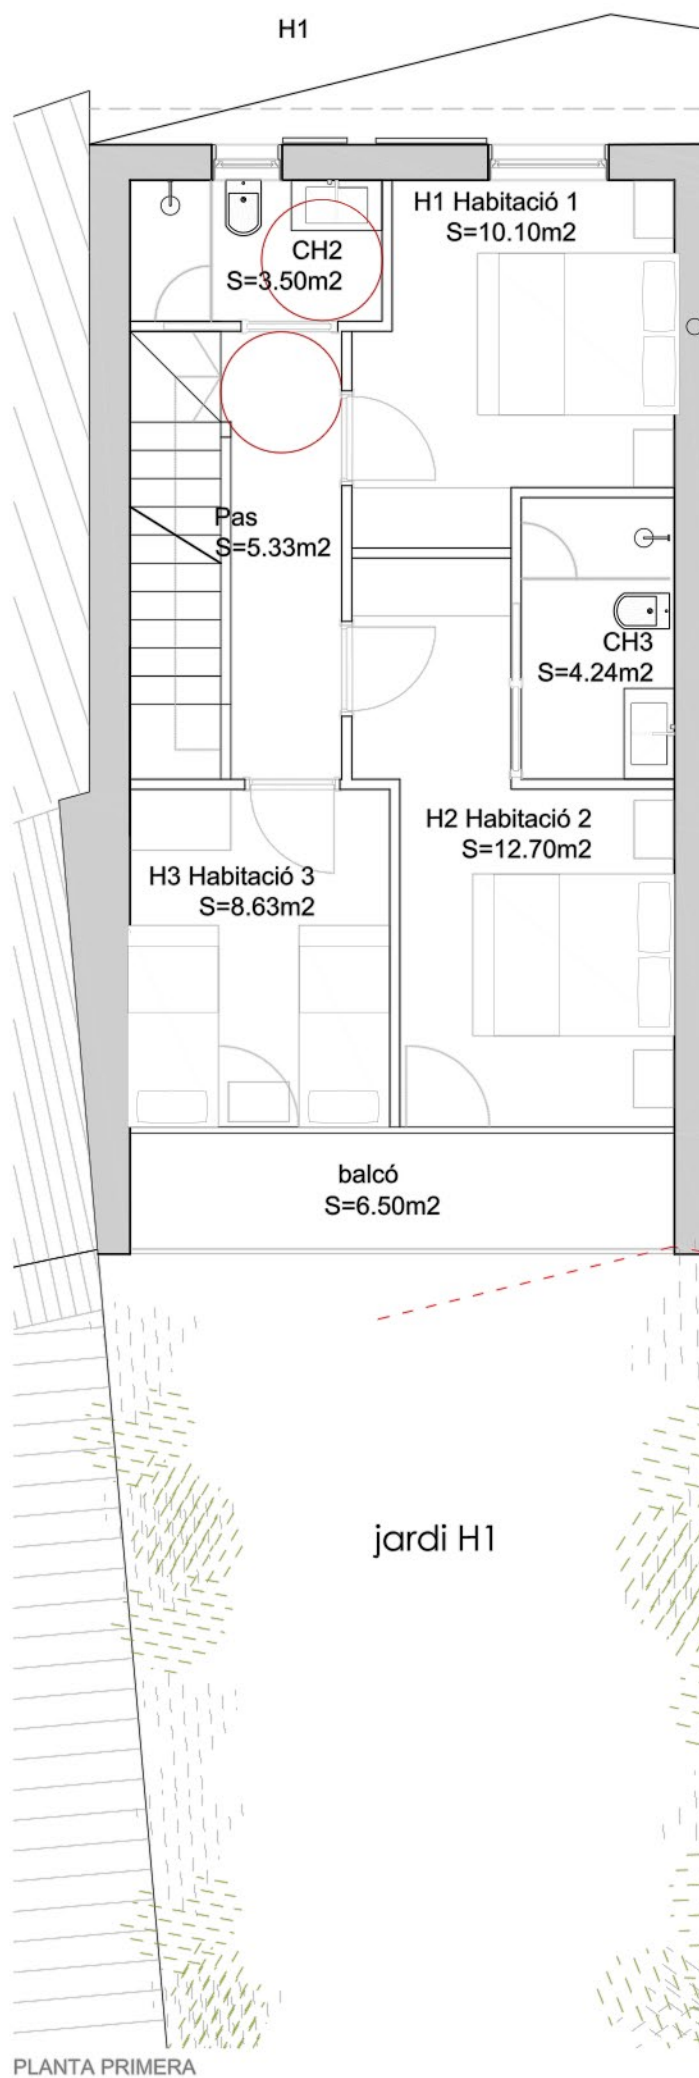 H1
H1 Habitació 1
S=10.10m2
CH2
S=3.50m2
Pas
S=5.33m2
CH3
S=4.24m2
H2 Habitació 2
S=12.70m2
H3 Habitació 3
S=8.63m2
balcó
S=6.50m2
jardi H1
PLANTA PRIMERA